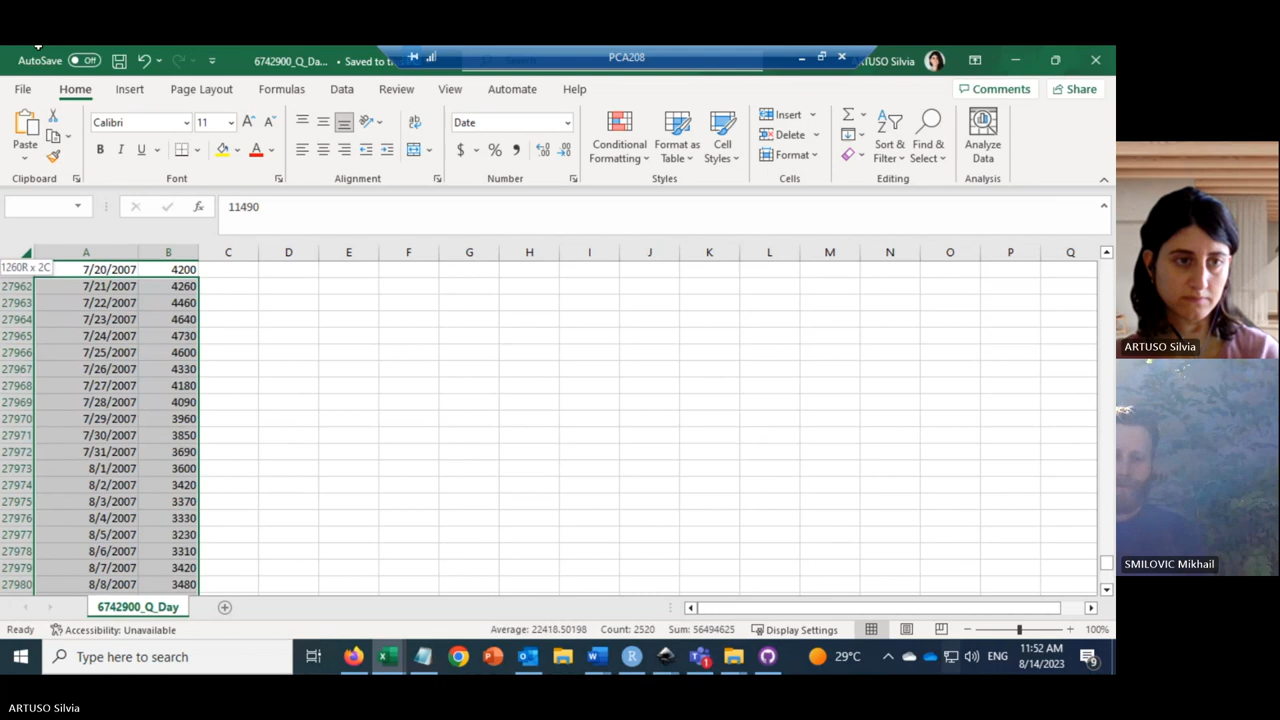 AutoSave Off 6742900_Q_Da... • Saved to t PCA208 Search ARTUSO Silvia
File Home Insert Page Layout Formulas Data Review View Automate Help Comments Share
Paste Calibri 11 Date Conditional Formatting Format as Table Cell Styles Insert Delete Format Sort & Filter Find & Select Analyze Data
Clipboard Font Alignment Number Styles Cells Editing Analysis
11490
A B C D E F G H I J K L M N O P Q
1260R x 2C 7/20/2007 4200
27962 7/21/2007 4260
27963 7/22/2007 4460
27964 7/23/2007 4640
27965 7/24/2007 4730
27966 7/25/2007 4600
27967 7/26/2007 4330
27968 7/27/2007 4180
27969 7/28/2007 4090
27970 7/29/2007 3960
27971 7/30/2007 3850
27972 7/31/2007 3690
27973 8/1/2007 3600
27974 8/2/2007 3420
27975 8/3/2007 3370
27976 8/4/2007 3330
27977 8/5/2007 3230
27978 8/6/2007 3310
27979 8/7/2007 3420
27980 8/8/2007 3480
6742900_Q_Day
Ready Accessibility: Unavailable Average: 22418.50198 Count: 2520 Sum: 56494625 Display Settings 100%
Type here to search 29°C ENG 11:52 AM
8/14/2023
ARTUSO Silvia
SMILOVIC Mikhail
ARTUSO Silvia